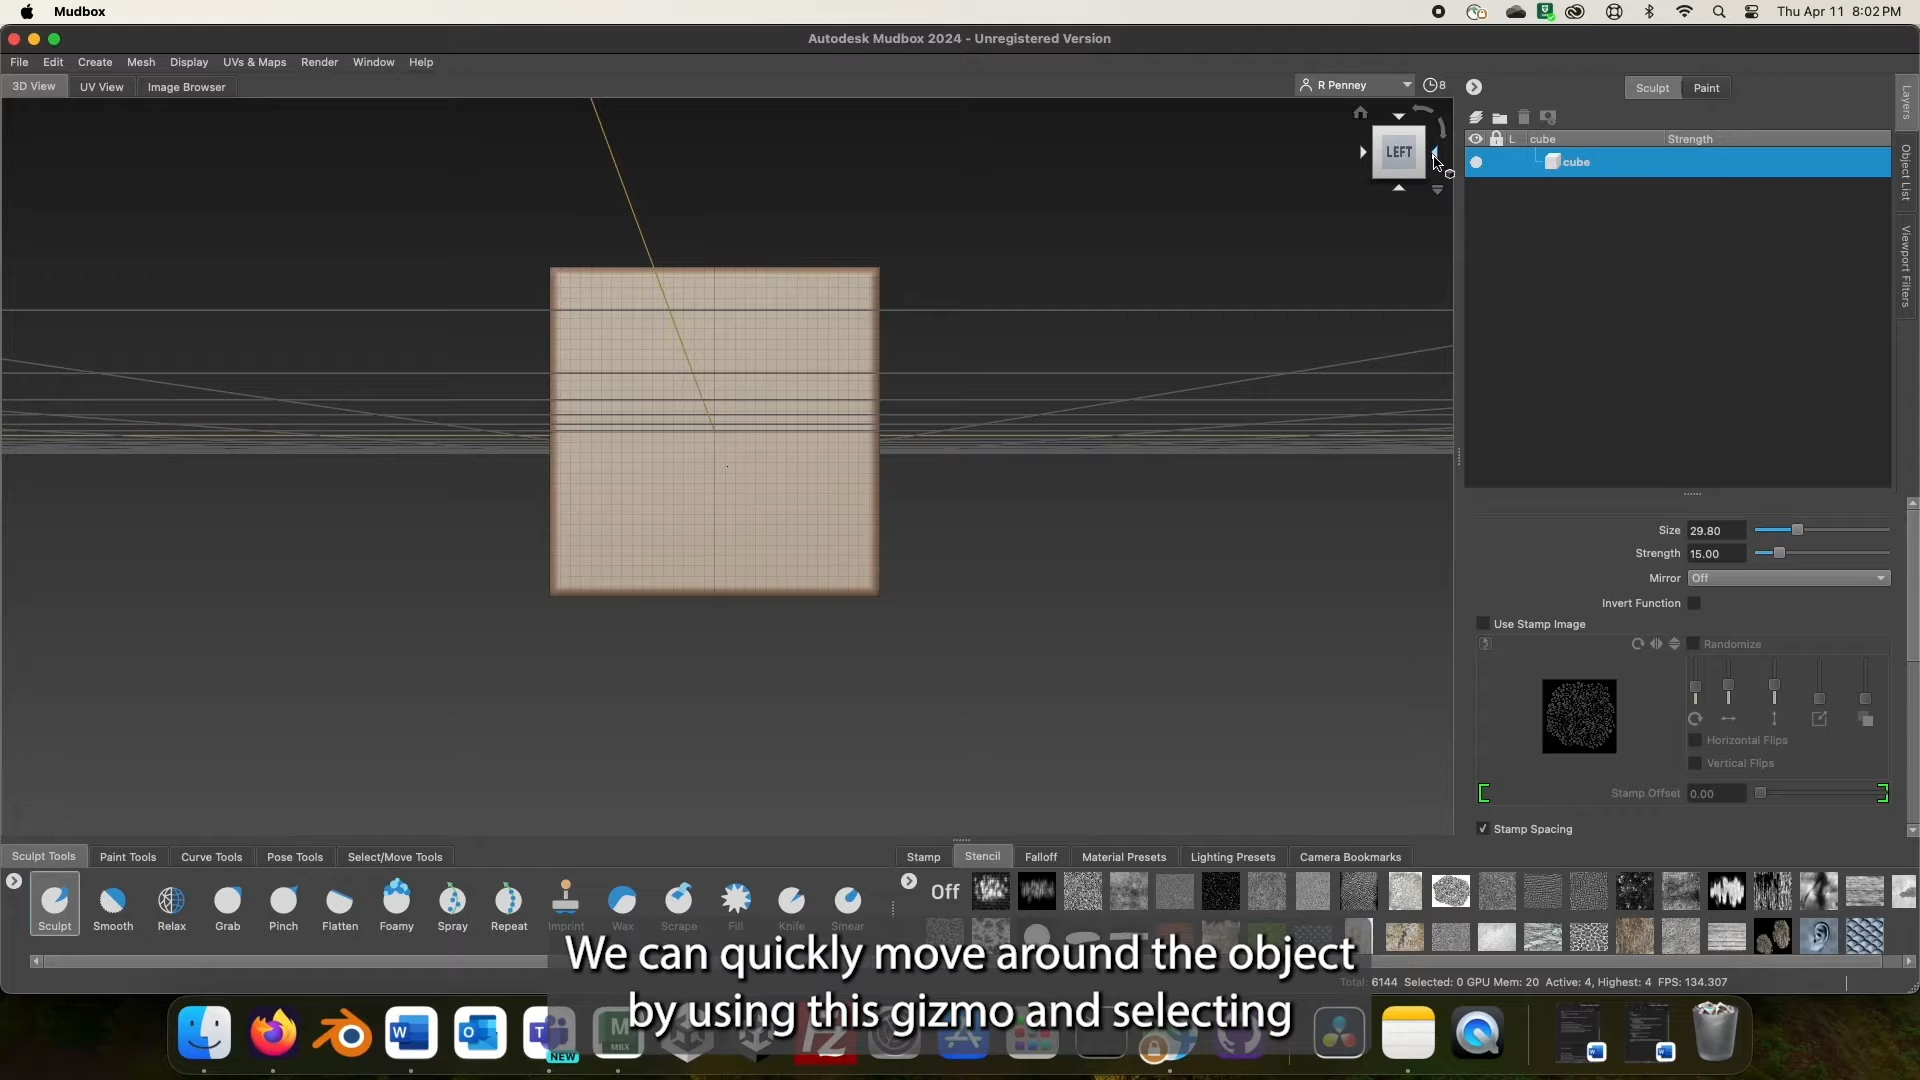 Mudbox
Thu Apr 11 8:02 PM
Autodesk Mudbox 2024 - Unregistered Version
File Edit Create Mesh Display UVs & Maps Render Window Help
3D View UV View Image Browser
R Penney
8
Sculpt Paint
Layers
Object List
Viewport Filters
LEFT
L cube Strength
cube
Size 29.80
Strength 15.00
Mirror Off
Invert Function
Use Stamp Image
Randomize
Horizontal Flips
Vertical Flips
Stamp Offset 0.00
Stamp Spacing
Sculpt Tools Paint Tools Curve Tools Pose Tools Select/Move Tools
Stamp Stencil Falloff Material Presets Lighting Presets Camera Bookmarks
Off
Sculpt Smooth Relax Grab Pinch Flatten Foamy Spray Repeat Imprint Wax Scrape Fill Knife Smear
We can quickly move around the object
by using this gizmo and selecting
Total: 6144 Selected: 0 GPU Mem: 20 Active: 4, Highest: 4 FPS: 134.307
NEW
MBX